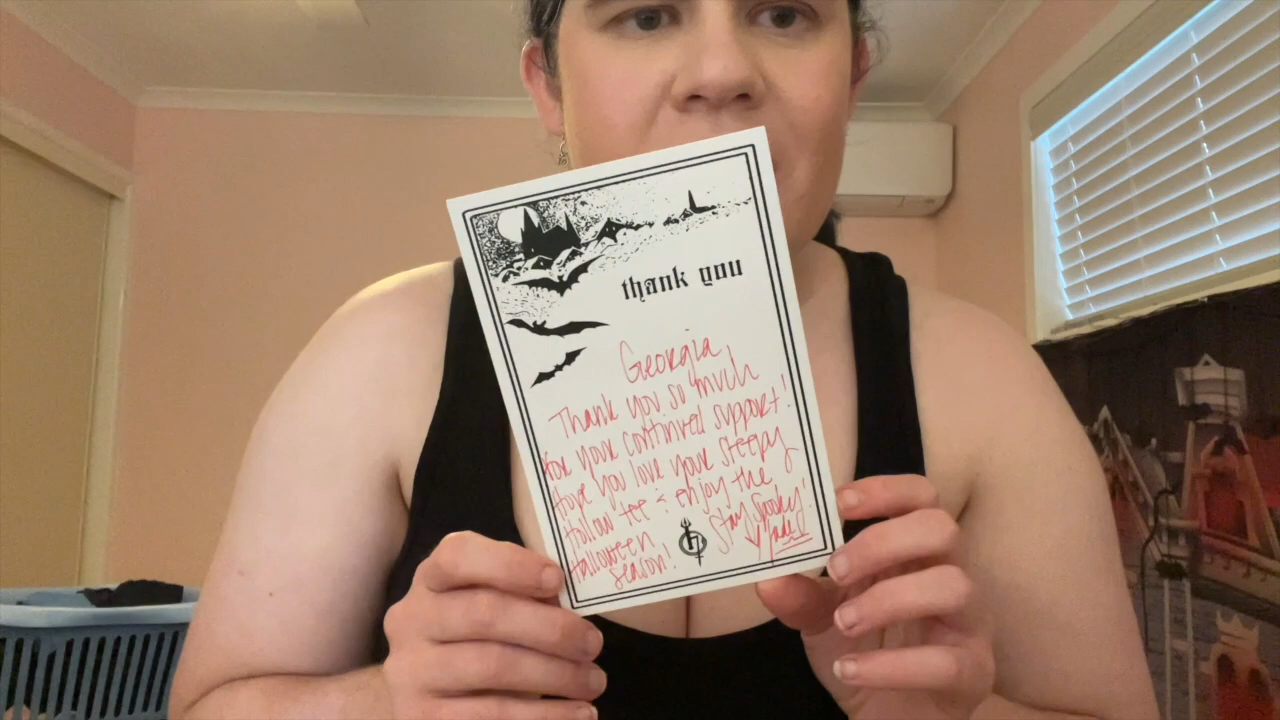 thank you
Georgia,
Thank you so much
for your continued support!
Hope you love your sleepy
Hollow tee & enjoy the
Halloween
season!
Stay Spooky!
Jade